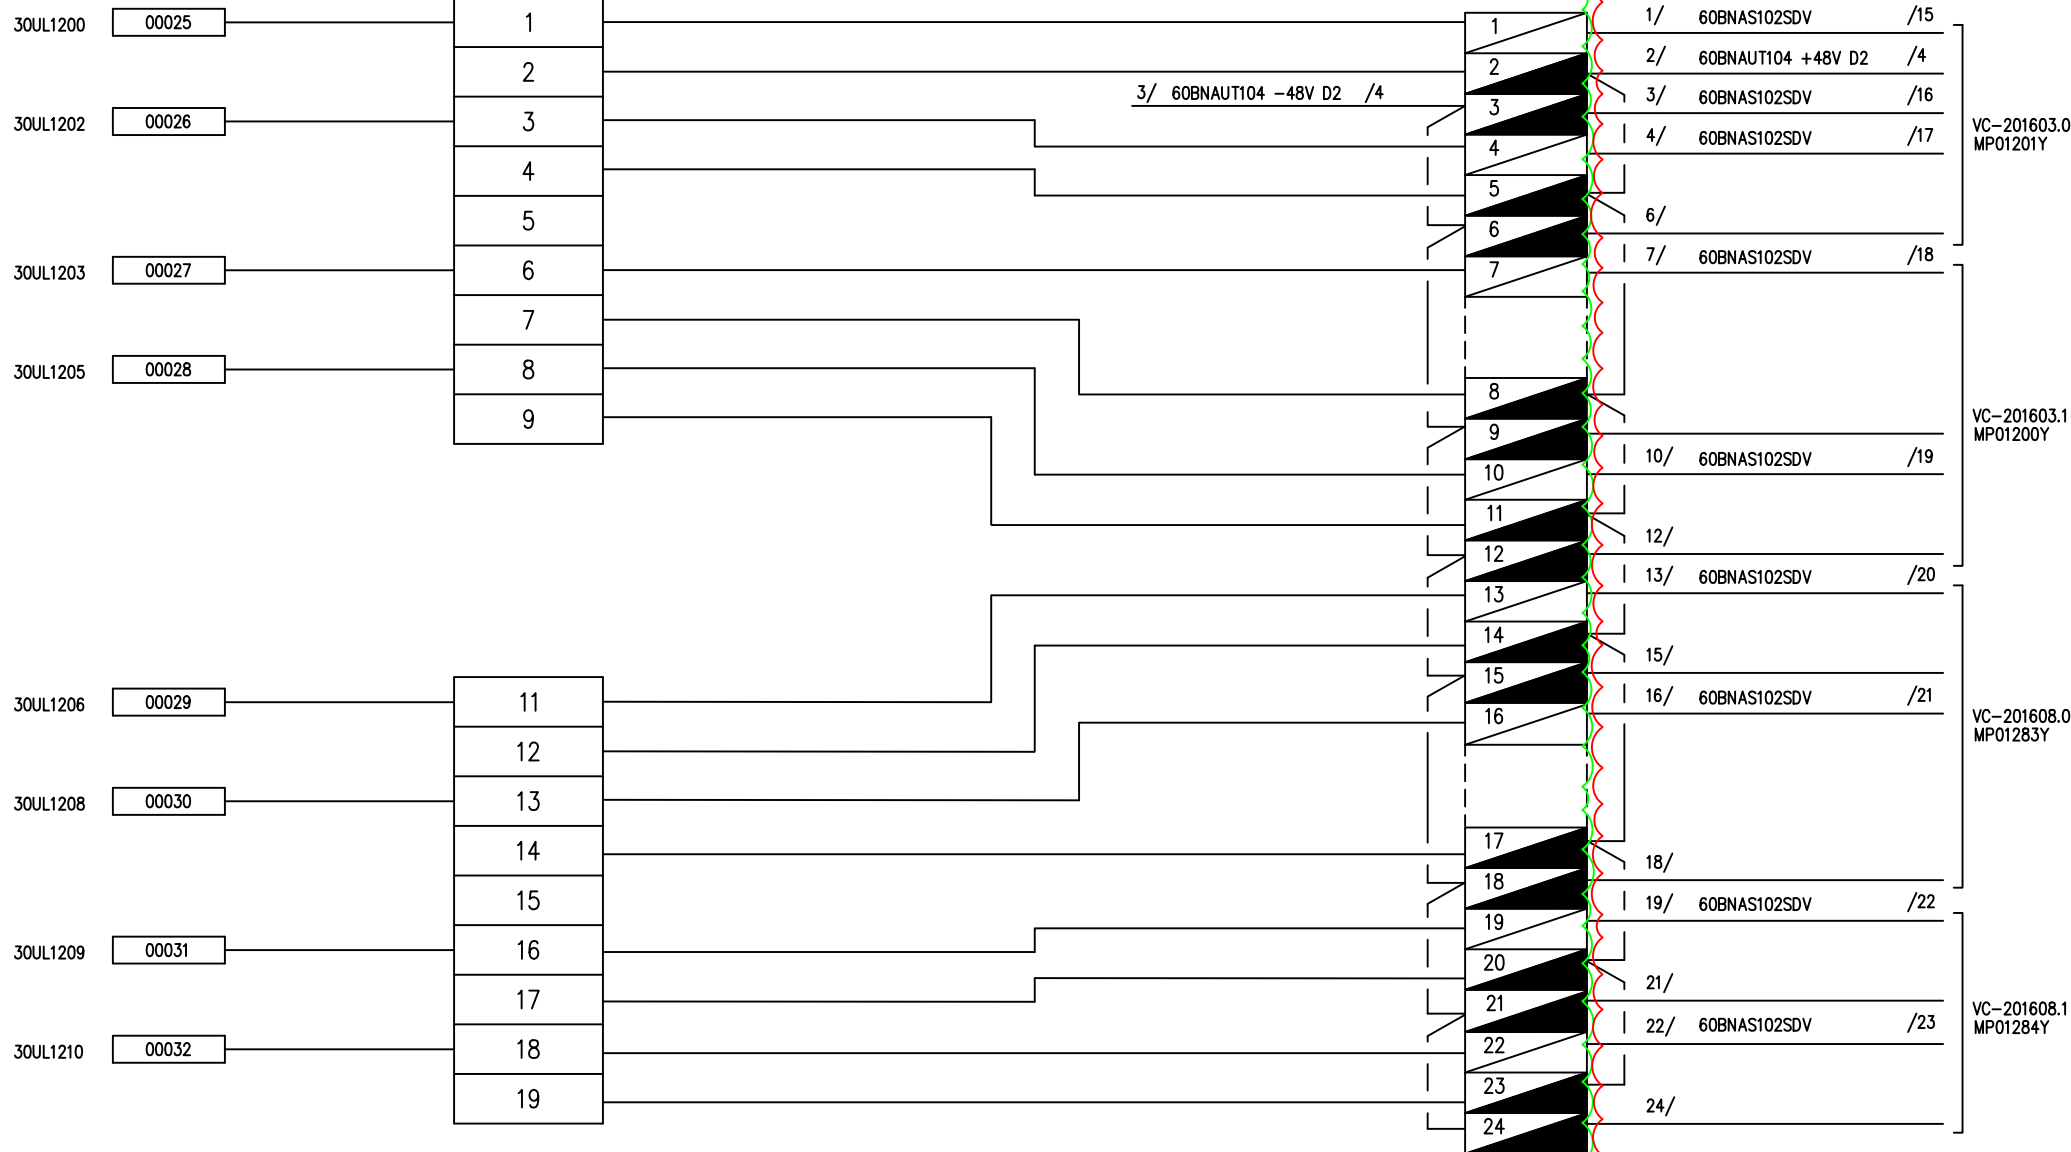 30UL1200 00025
30UL1202 00026
30UL1203 00027
30UL1205 00028
30UL1206 00029
30UL1208 00030
30UL1209 00031
30UL1210 00032
1
2
3
4
5
6
7
8
9
11
12
13
14
15
16
17
18
19
3/ 60BNAUT104 -48V D2 /4
1
2
3
4
5
6
7
8
9
10
11
12
13
14
15
16
17
18
19
20
21
22
23
24
1/ 60BNAS102SDV /15
2/ 60BNAUT104 +48V D2 /4
3/ 60BNAS102SDV /16
4/ 60BNAS102SDV /17
6/
7/ 60BNAS102SDV /18
10/ 60BNAS102SDV /19
12/
13/ 60BNAS102SDV /20
15/
16/ 60BNAS102SDV /21
18/
19/ 60BNAS102SDV /22
21/
22/ 60BNAS102SDV /23
24/
VC-201603.0
MP01201Y
VC-201603.1
MP01200Y
VC-201608.0
MP01283Y
VC-201608.1
MP01284Y